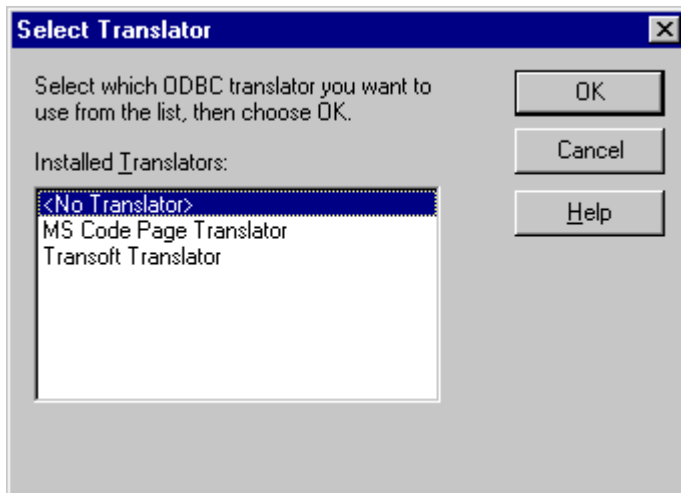 Select Translator
Select which ODBC translator you want to
use from the list, then choose OK.
OK
Cancel
Installed Translators:
Help
<No Translator>
MS Code Page Translator
Transoft Translator